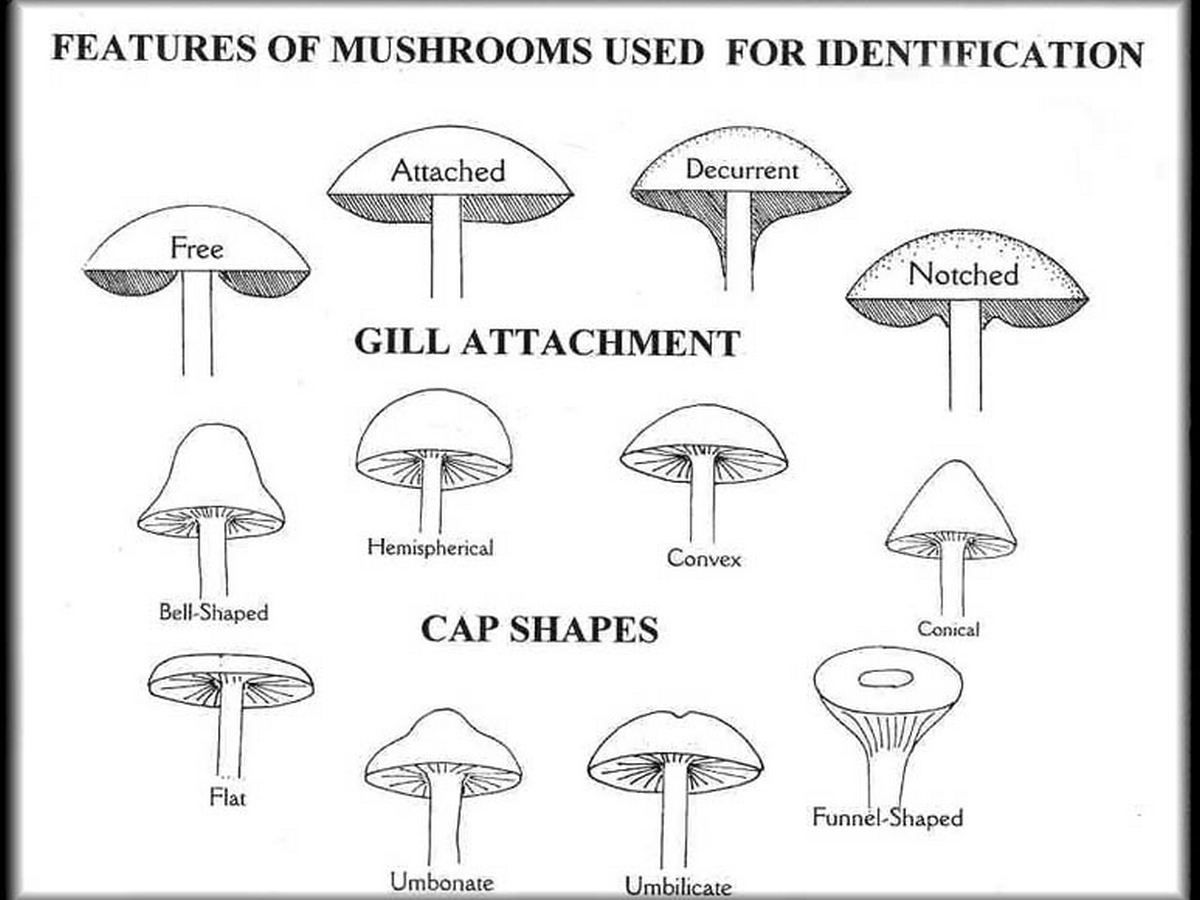 FEATURES OF MUSHROOMS USED FOR IDENTIFICATION
Attached
Decurrent
Free
Notched
GILL ATTACHMENT
Hemispherical
Convex
Bell-Shaped
Conical
CAP SHAPES
Flat
Funnel-Shaped
Umbonate
Umbilicate